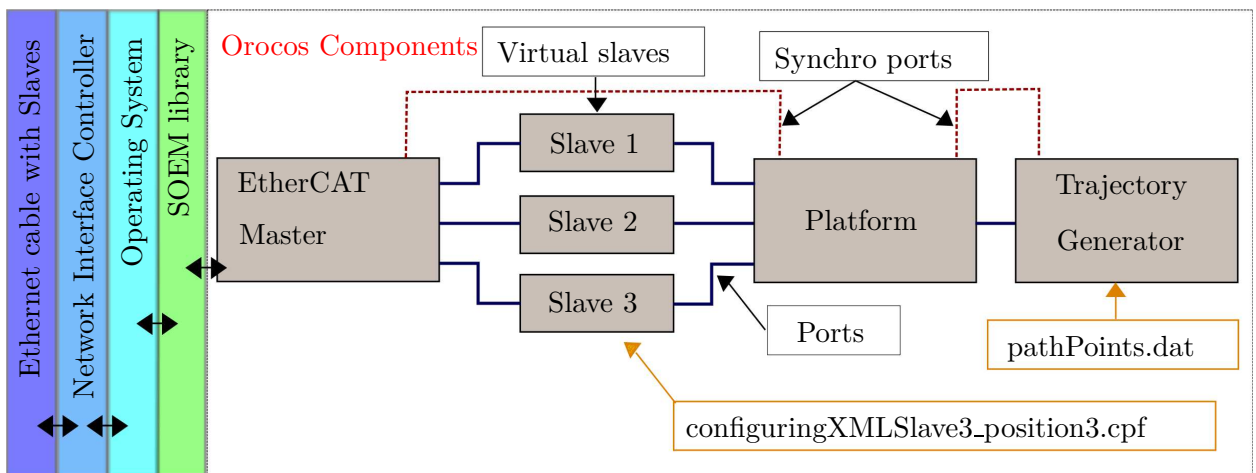 Ethernet cable with Slaves
Network Interface Controller
Operating System
SOEM library
Orocos Components
Virtual slaves
Synchro ports
EtherCAT
Master
Slave 1
Slave 2
Slave 3
Platform
Trajectory
Generator
Ports
pathPoints.dat
configuringXMLSlave3_position3.cpf